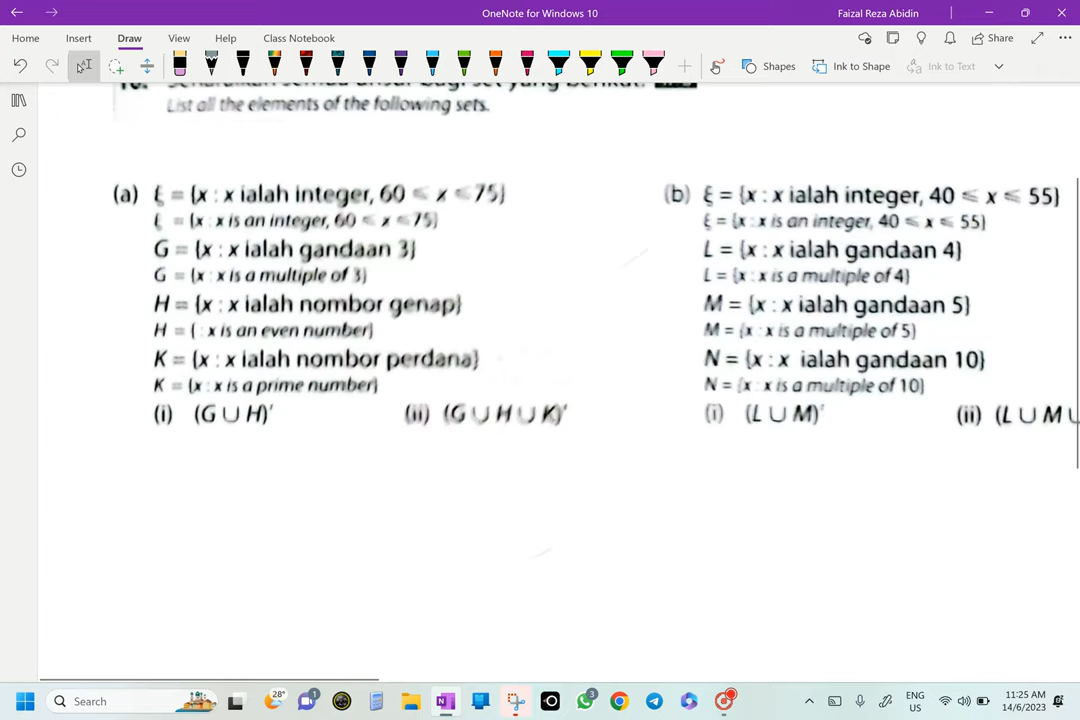 OneNote for Windows 10
Faizal Reza Abidin
Home Insert Draw View Help Class Notebook
Share
Shapes Ink to Shape Ink to Text
List all the elements of the following sets.
(a) ξ = {x : x ialah integer, 60 ⩽ x ⩽ 75}
ξ = {x : x is an integer, 60 ⩽ x ⩽ 75}
G = {x : x ialah gandaan 3}
G = {x : x is a multiple of 3}
H = {x : x ialah nombor genap}
H = { : x is an even number}
K = {x : x ialah nombor perdana}
K = {x : x is a prime number}
(i) (G ∪ H)′ (ii) (G ∪ H ∪ K)′
(b) ξ = {x : x ialah integer, 40 ⩽ x ⩽ 55}
ξ = {x : x is an integer, 40 ⩽ x ⩽ 55}
L = {x : x ialah gandaan 4}
L = {x : x is a multiple of 4}
M = {x : x ialah gandaan 5}
M = {x : x is a multiple of 5}
N = {x : x ialah gandaan 10}
N = {x : x is a multiple of 10}
(i) (L ∪ M)′ (ii) (L ∪ M ∪
Search
28°
1
3
ENG
US
11:25 AM
14/6/2023